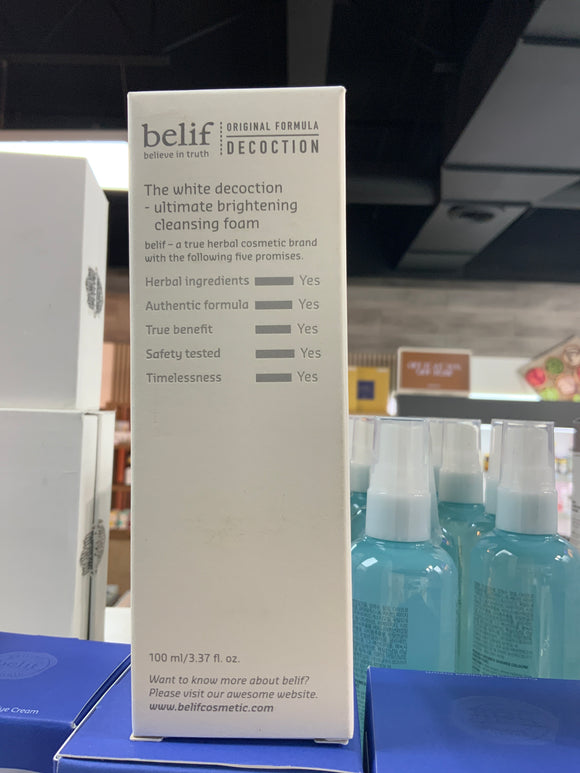 belif
believe in truth
ORIGINAL FORMULA
DECOCTION
The white decoction
- ultimate brightening
cleansing foam
belif – a true herbal cosmetic brand
with the following five promises.
Herbal ingredients Yes
Authentic formula Yes
True benefit Yes
Safety tested Yes
Timelessness Yes
100 ml/3.37 fl. oz.
Want to know more about belif?
Please visit our awesome website.
www.belifcosmetic.com
belif
ye Cream